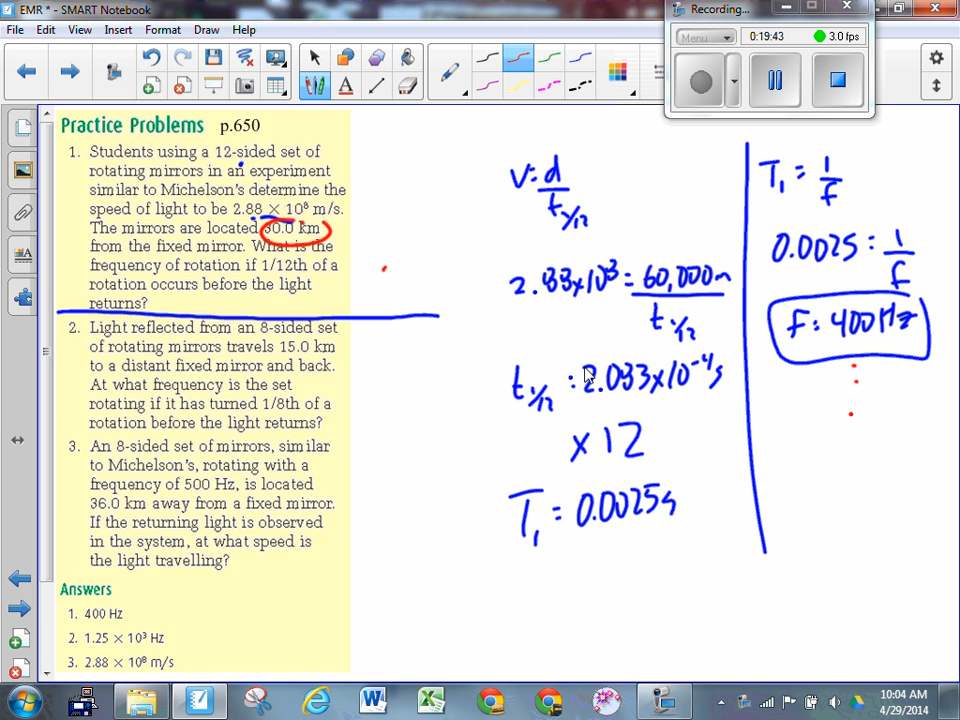 EMR * - SMART Notebook
File Edit View Insert Format Draw Help
Recording...
Menu
0:19:43
3.0 fps
Practice Problems p.650
1. Students using a 12-sided set of
rotating mirrors in an experiment
similar to Michelson's determine the
speed of light to be 2.88 × 10⁸ m/s.
The mirrors are located 30.0 km
from the fixed mirror. What is the
frequency of rotation if 1/12th of a
rotation occurs before the light
returns?
2. Light reflected from an 8-sided set
of rotating mirrors travels 15.0 km
to a distant fixed mirror and back.
At what frequency is the set
rotating if it has turned 1/8th of a
rotation before the light returns?
3. An 8-sided set of mirrors, similar
to Michelson's, rotating with a
frequency of 500 Hz, is located
36.0 km away from a fixed mirror.
If the returning light is observed
in the system, at what speed is
the light travelling?
Answers
1. 400 Hz
2. 1.25 × 10³ Hz
3. 2.88 × 10⁸ m/s
v = d
t 1/12
= 60,000m
t 1/12
t 1/12 = 2.033x10⁻⁴s
x 12
T₁ = 0.0025s
T₁ = 1
f
0.0025 = 1
f
f = 400Hz
10:04 AM
4/29/2014